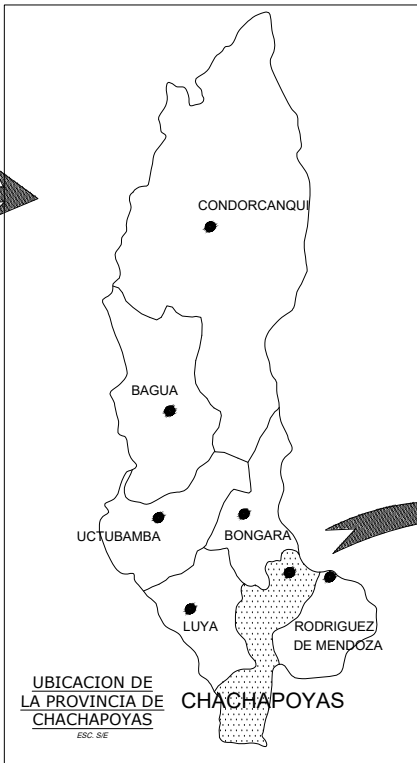 CONDORCANQUI
BAGUA
UCTUBAMBA
BONGARA
LUYA
RODRIGUEZ
DE MENDOZA
CHACHAPOYAS
UBICACION DE
LA PROVINCIA DE
CHACHAPOYAS
ESC. S/E